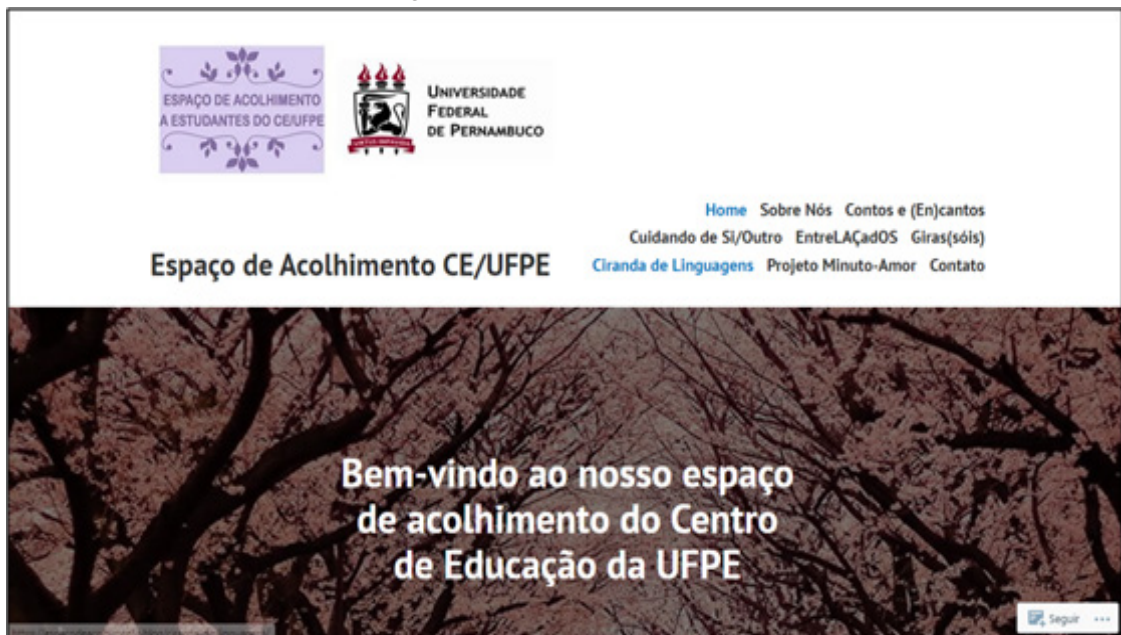 ESPAÇO DE ACOLHIMENTO
A ESTUDANTES DO CE/UFPE
UNIVERSIDADE
FEDERAL
DE PERNAMBUCO
VIRTUS IMPAVIDA
Home Sobre Nós Contos e (En)cantos
Cuidando de Si/Outro EntreLAÇadOS Giras(sóis)
Espaço de Acolhimento CE/UFPE
Ciranda de Linguagens Projeto Minuto-Amor Contato
Bem-vindo ao nosso espaço
de acolhimento do Centro
de Educação da UFPE
Seguir